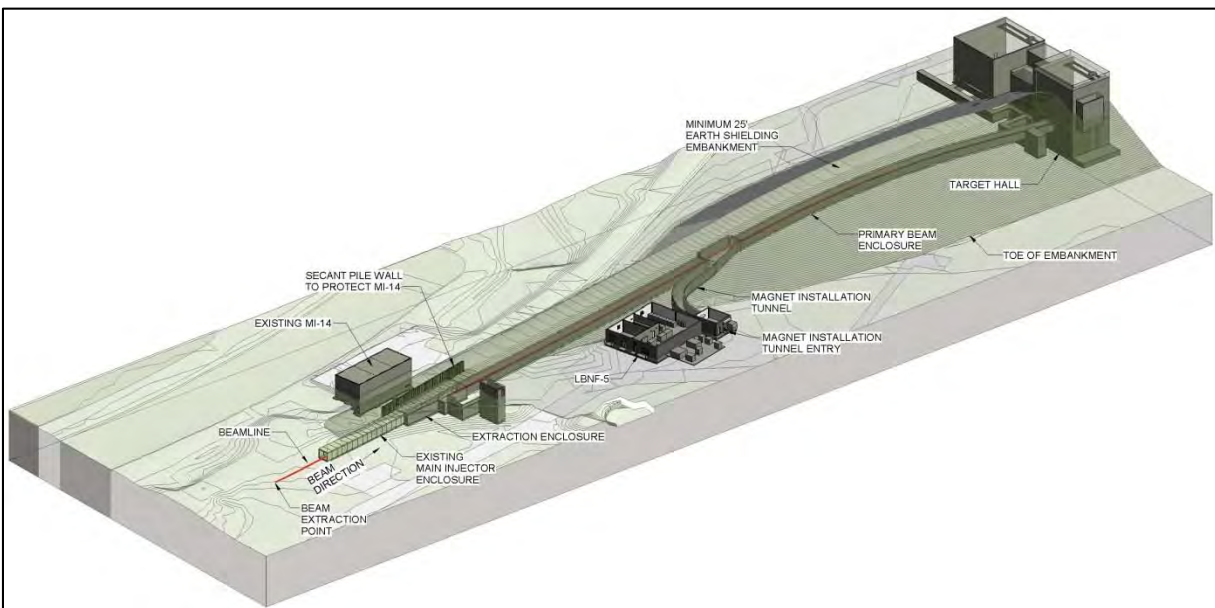 MINIMUM 25'
EARTH SHIELDING
EMBANKMENT
TARGET HALL
PRIMARY BEAM
ENCLOSURE
TOE OF EMBANKMENT
SECANT PILE WALL
TO PROTECT MI-14
MAGNET INSTALLATION
TUNNEL
EXISTING MI-14
MAGNET INSTALLATION
TUNNEL ENTRY
LBNF-5
BEAMLINE
EXTRACTION ENCLOSURE
BEAM
DIRECTION
EXISTING
MAIN INJECTOR
ENCLOSURE
BEAM
EXTRACTION
POINT